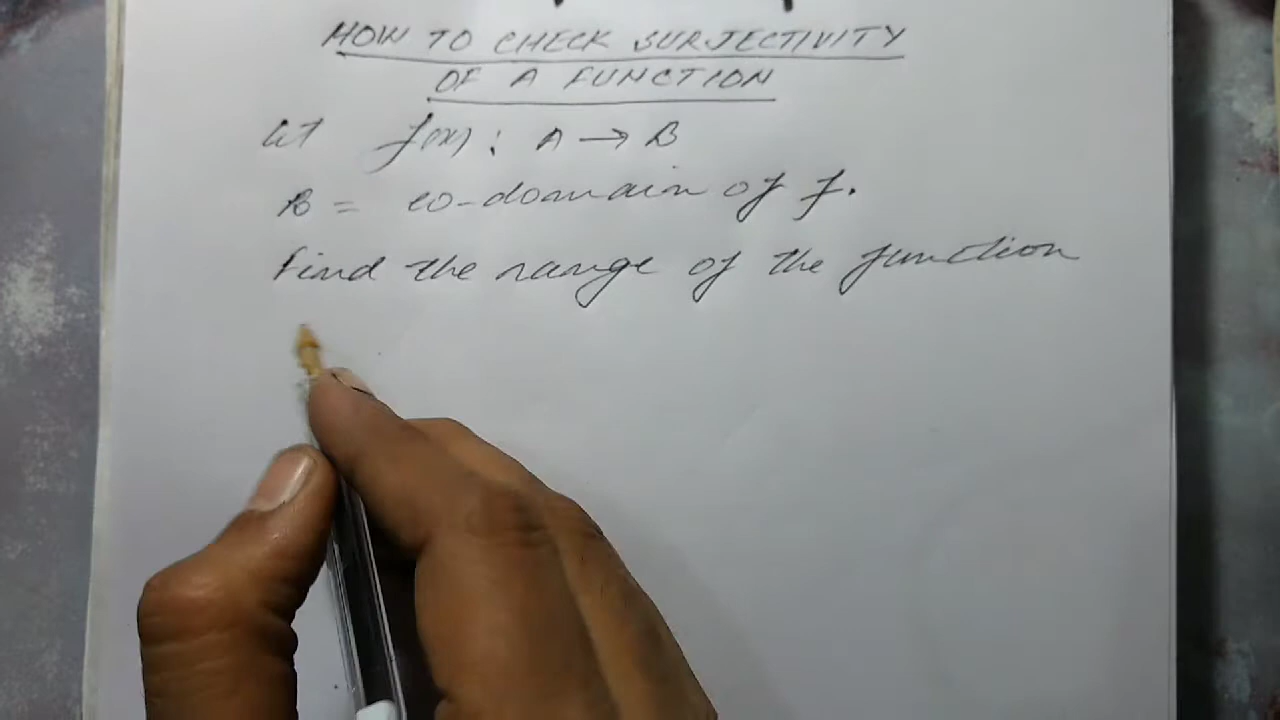 HOW TO CHECK SURJECTIVITY
OF A FUNCTION
Let f(x) : A → B
B = co-domain of f.
Find the range of the function